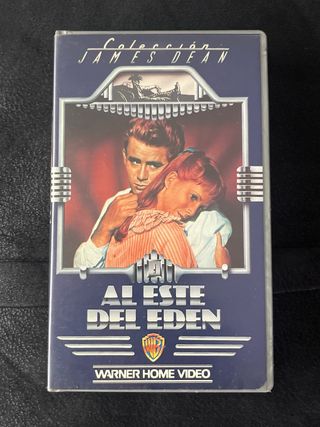 Colección
JAMES DEAN
AL ESTE
DEL EDEN
WB
WARNER HOME VIDEO